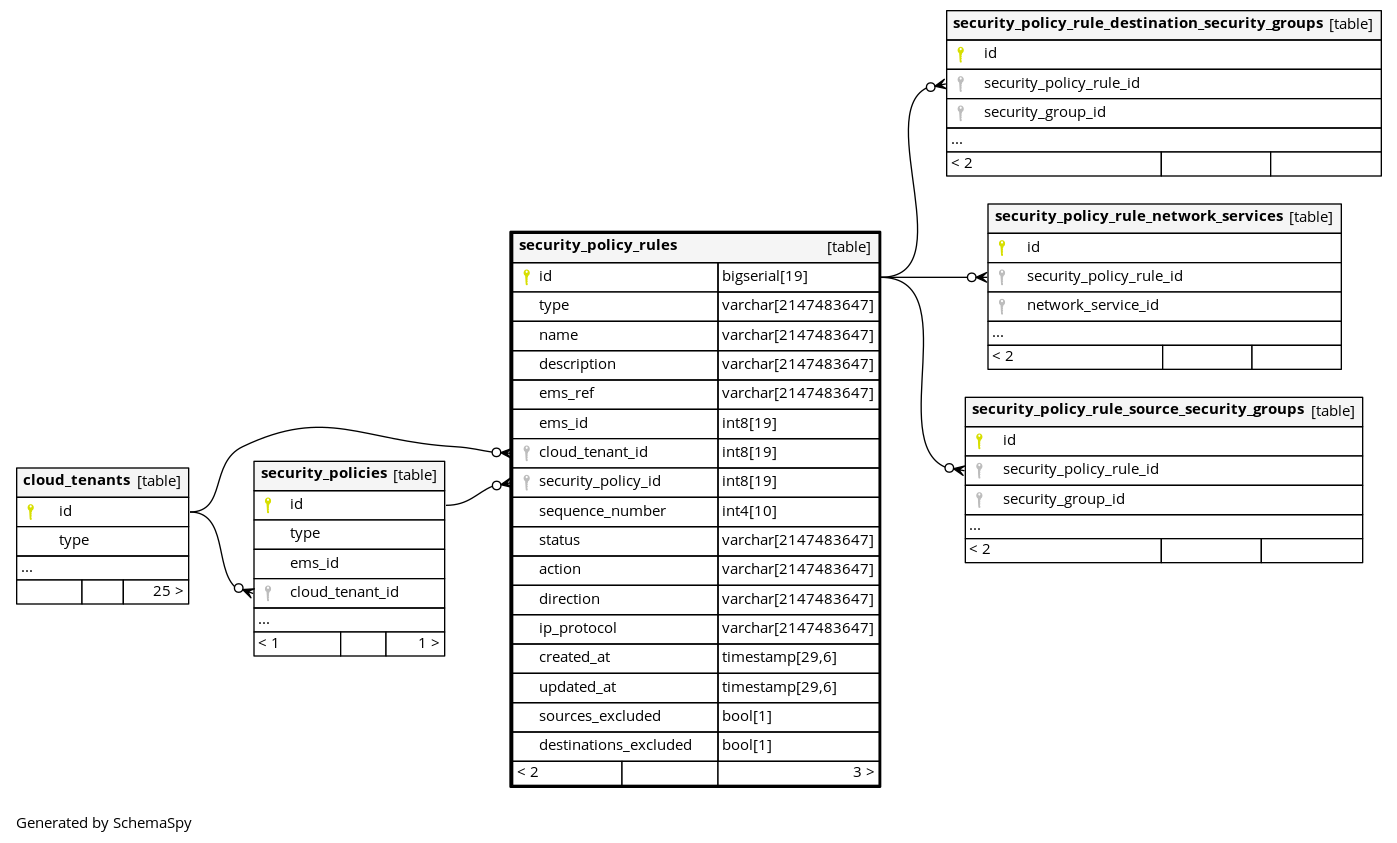 security_policy_rule_destination_security_groups [table]
id
security_policy_rule_id
security_group_id
...
< 2
security_policy_rule_network_services [table]
id
security_policy_rule_id
network_service_id
...
< 2
security_policy_rules [table]
id bigserial[19]
type varchar[2147483647]
name varchar[2147483647]
description varchar[2147483647]
ems_ref varchar[2147483647]
ems_id int8[19]
cloud_tenant_id int8[19]
security_policy_id int8[19]
sequence_number int4[10]
status varchar[2147483647]
action varchar[2147483647]
direction varchar[2147483647]
ip_protocol varchar[2147483647]
created_at timestamp[29,6]
updated_at timestamp[29,6]
sources_excluded bool[1]
destinations_excluded bool[1]
< 2 3 >
security_policy_rule_source_security_groups [table]
id
security_policy_rule_id
security_group_id
...
< 2
cloud_tenants [table]
id
type
...
25 >
security_policies [table]
id
type
ems_id
cloud_tenant_id
...
< 1 1 >
Generated by SchemaSpy